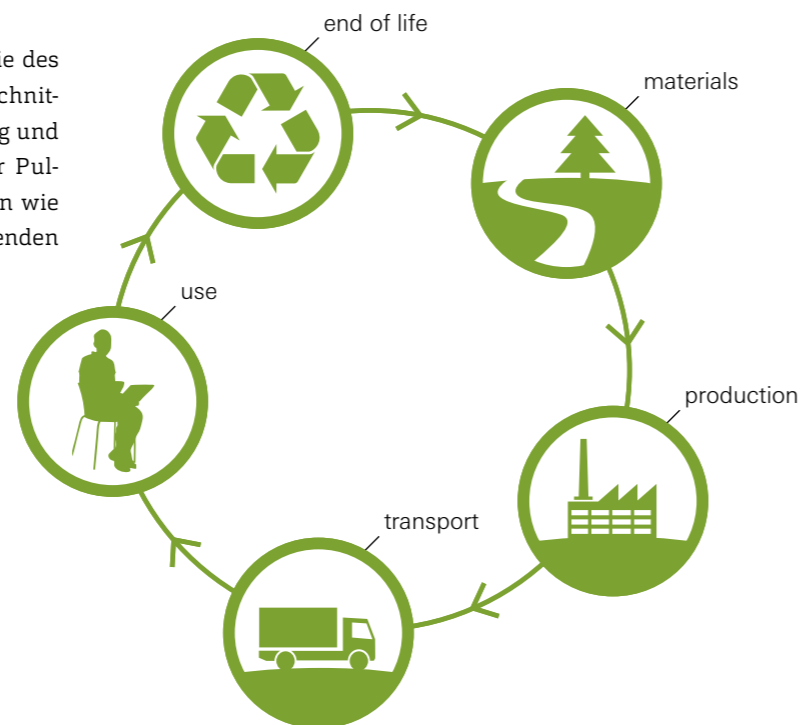 ie des
chnit-
g und
r Pul-
n wie
enden
end of life
materials
production
transport
use